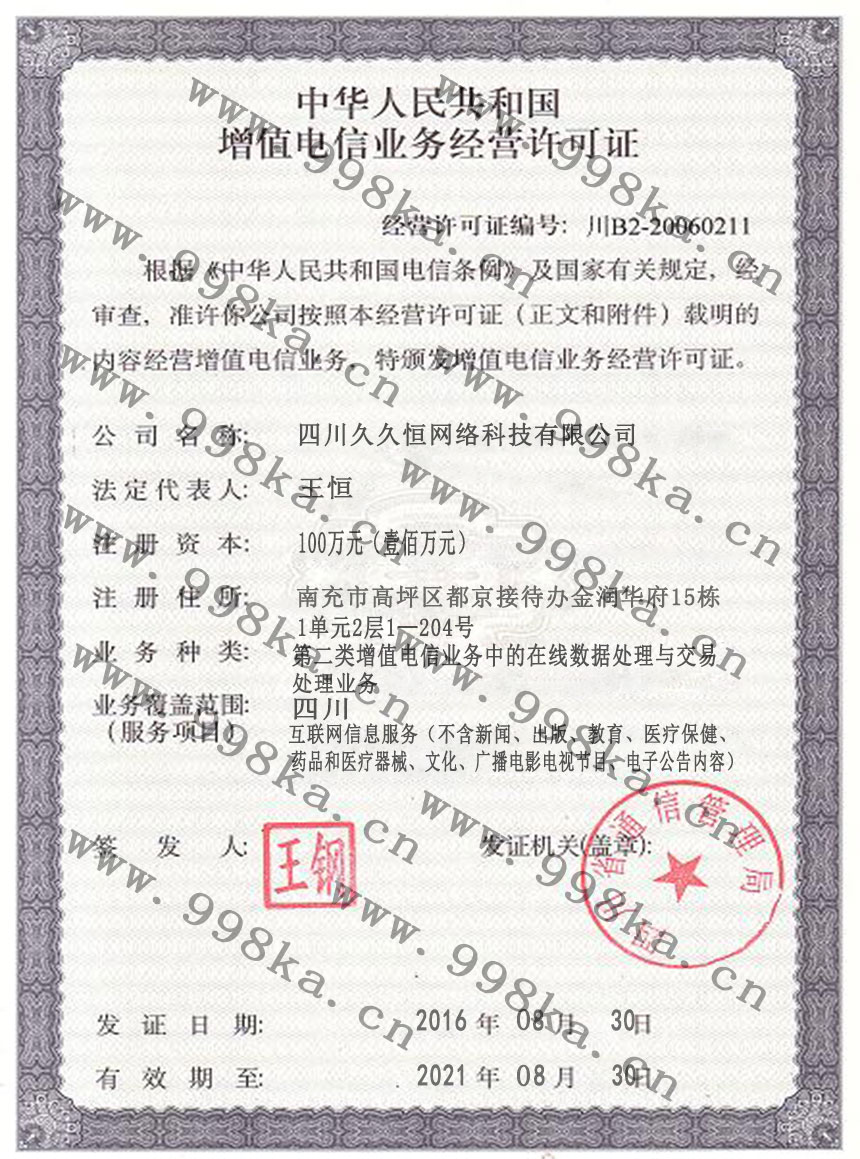 中华人民共和国
增值电信业务经营许可证
经营许可证编号：川B2-20060211
根据《中华人民共和国电信条例》及国家有关规定，经
审查，准许你公司按照本经营许可证（正文和附件）载明的
内容经营增值电信业务，特颁发增值电信业务经营许可证。
公司名称: 四川久久恒网络科技有限公司
法定代表人: 王恒
注册资本: 100万元（壹佰万元）
注册住所: 南充市高坪区都京接待办金润华府15栋
1单元2层1—204号
业务种类: 第二类增值电信业务中的在线数据处理与交易
处理业务
业务覆盖范围: 四川
（服务项目） 互联网信息服务（不含新闻、出版、教育、医疗保健、
药品和医疗器械、文化、广播电影电视节目、电子公告内容）
签发人: 王钢
发证机关(盖章):
四川省通信管理局
发证日期: 2016年08月30日
有效期至: 2021年08月30日
www.998ka.cn
www.998ka.cn
www.998ka.cn
www.998ka.cn
www.998ka.cn
www.998ka.cn
www.998ka.cn
www.998ka.cn